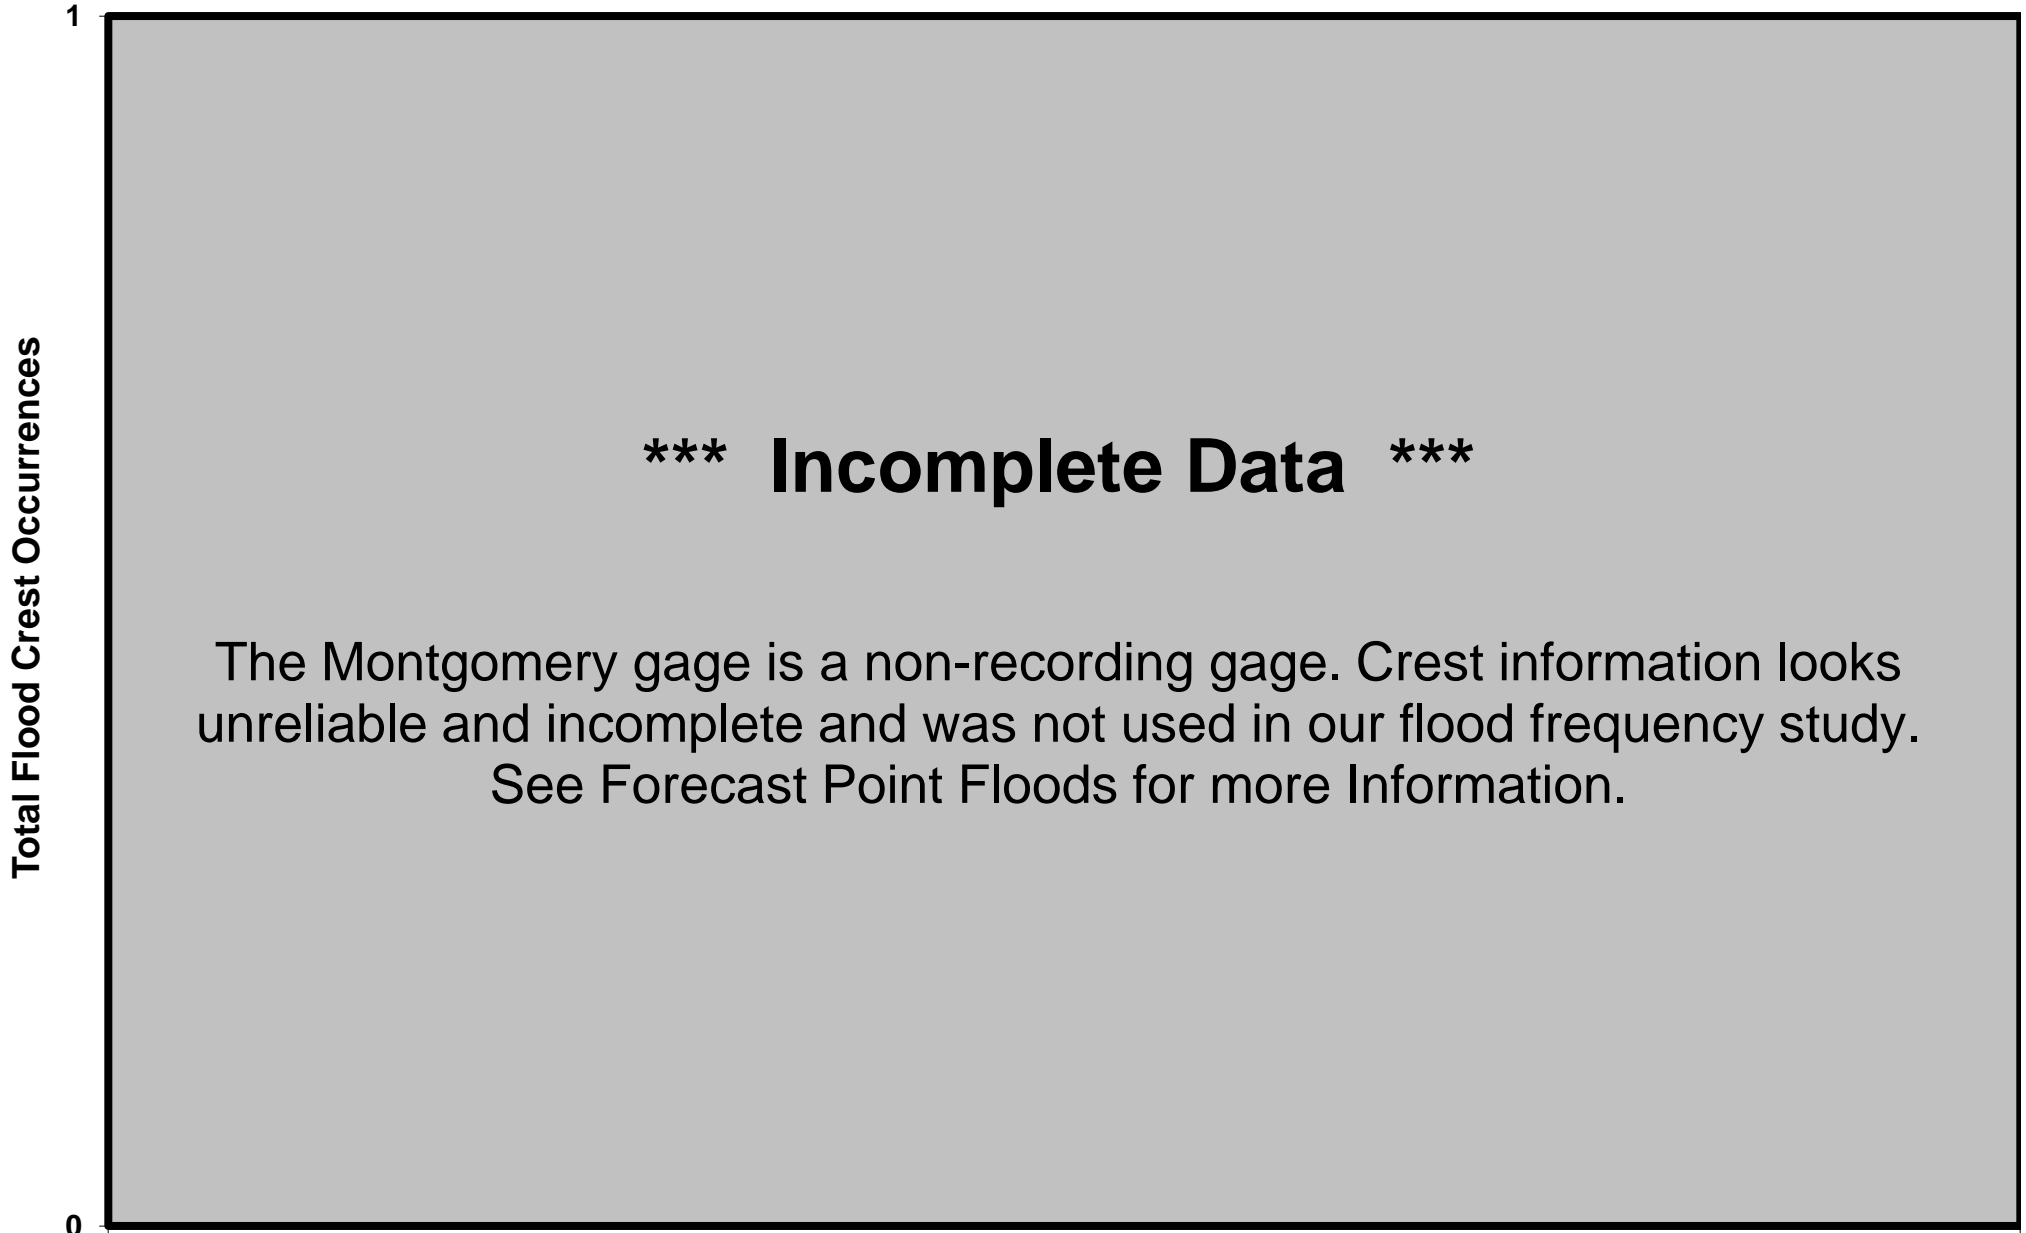 1
Total Flood Crest Occurrences
*** Incomplete Data ***
The Montgomery gage is a non-recording gage. Crest information looks
unreliable and incomplete and was not used in our flood frequency study.
See Forecast Point Floods for more Information.
0